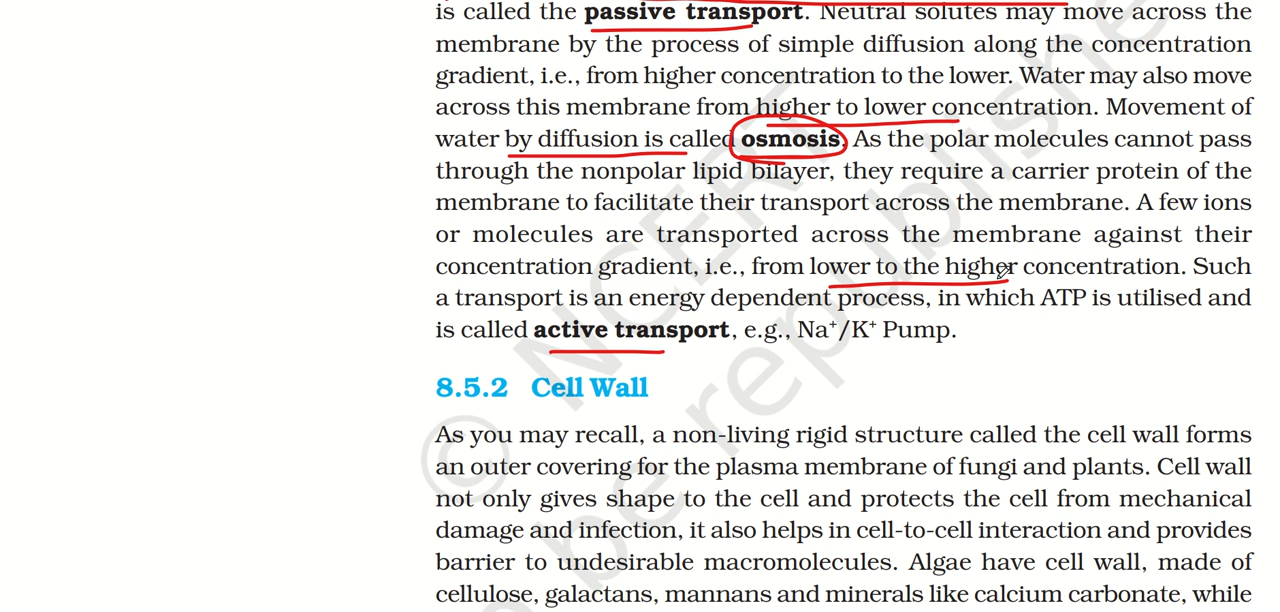 is called the passive transport. Neutral solutes may move across the
membrane by the process of simple diffusion along the concentration
gradient, i.e., from higher concentration to the lower. Water may also move
across this membrane from higher to lower concentration. Movement of
water by diffusion is called osmosis. As the polar molecules cannot pass
through the nonpolar lipid bilayer, they require a carrier protein of the
membrane to facilitate their transport across the membrane. A few ions
or molecules are transported across the membrane against their
concentration gradient, i.e., from lower to the higher concentration. Such
a transport is an energy dependent process, in which ATP is utilised and
is called active transport, e.g., Na⁺/K⁺ Pump.
8.5.2 Cell Wall
As you may recall, a non-living rigid structure called the cell wall forms
an outer covering for the plasma membrane of fungi and plants. Cell wall
not only gives shape to the cell and protects the cell from mechanical
damage and infection, it also helps in cell-to-cell interaction and provides
barrier to undesirable macromolecules. Algae have cell wall, made of
cellulose, galactans, mannans and minerals like calcium carbonate, while
© NCERT
be republishe